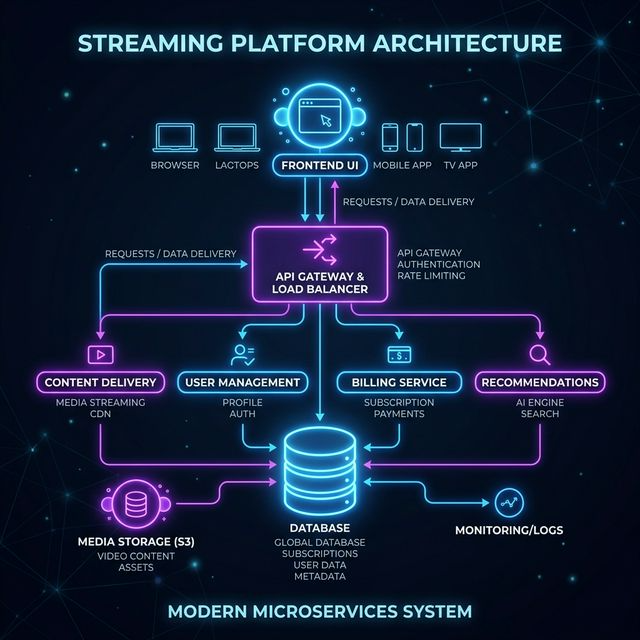 STREAMING PLATFORM ARCHITECTURE
BROWSER
LAGTOPS
FRONTEND UI
MOBILE APP
TV APP
REQUESTS / DATA DELIVERY
REQUESTS / DATA DELIVERY
API GATEWAY &
LOAD BALANCER
API GATEWAY
AUTHENTICATION
RATE LIMITING
.$.
CONTENT DELIVERY
MEDIA STREAMING
CDN
USER MANAGEMENT
PROFILE
AUTH
BILLING SERVICE
SUBSCRIPTION
PAYMENTS
RECOMMENDATIONS
AI ENGINE
SEARCH
MEDIA STORAGE (S3)
VIDEO CONTENT
ASSETS
DATABASE
GLOBAL DATABASE
SUBSCRIPTIONS
USER DATA
METADATA
MONITORING/LOGS
MODERN MICROSERVICES SYSTEM